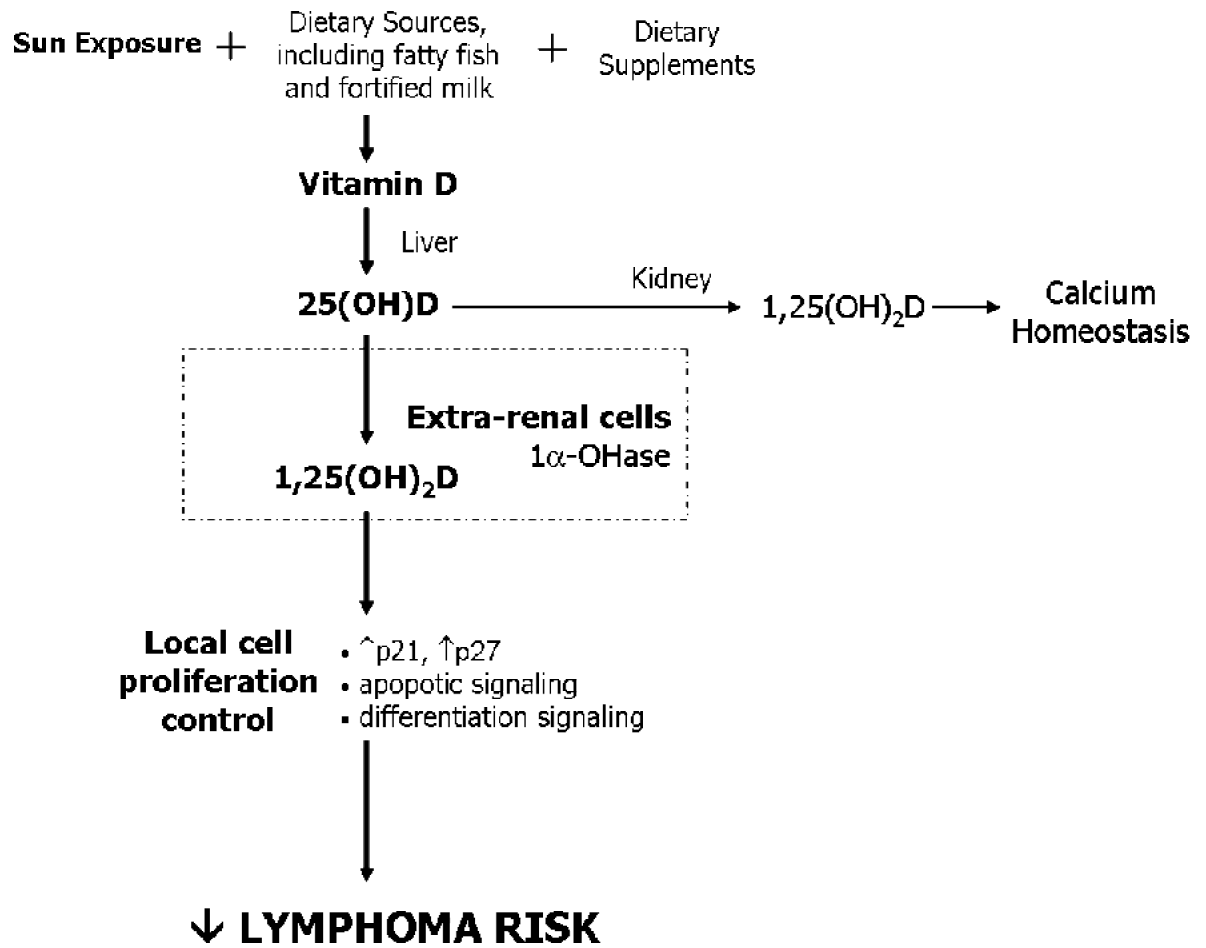 Sun Exposure + Dietary Sources, including fatty fish and fortified milk + Dietary Supplements
Vitamin D
Liver
25(OH)D
Kidney
1,25(OH)₂D
Calcium
Homeostasis
Extra-renal cells
1α-OHase
1,25(OH)₂D
Local cell
proliferation
control
• ↑p21, ↑p27
• apopotic signaling
▪ differentiation signaling
↓ LYMPHOMA RISK